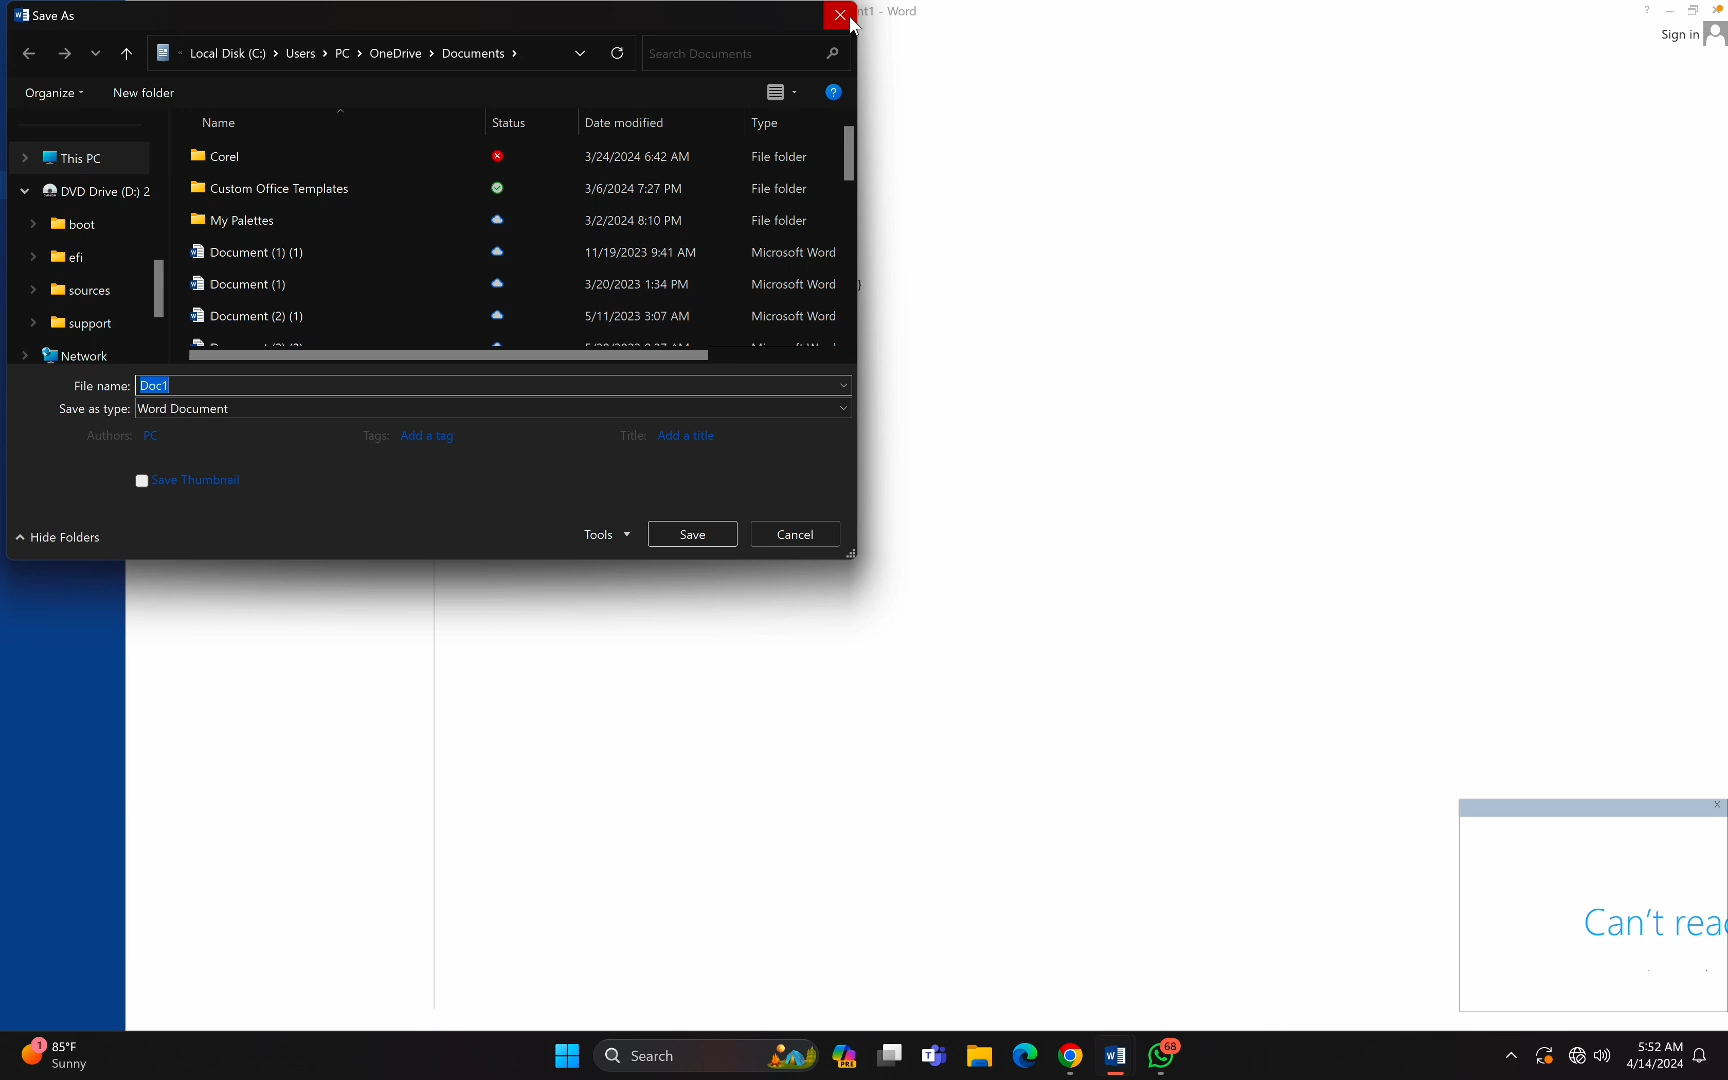 Save As
nt1 - Word
?
Sign in
Local Disk (C:) > Users > PC > OneDrive > Documents >
Search Documents
Organize
New folder
?
Name Status Date modified Type
This PC
DVD Drive (D:) 2
boot
efi
sources
support
Network
Corel 3/24/2024 6:42 AM File folder
Custom Office Templates 3/6/2024 7:27 PM File folder
My Palettes 3/2/2024 8:10 PM File folder
Document (1) (1) 11/19/2023 9:41 AM Microsoft Word
Document (1) 3/20/2023 1:34 PM Microsoft Word
Document (2) (1) 5/11/2023 3:07 AM Microsoft Word
}
File name: Doc1
Save as type: Word Document
Authors: PC Tags: Add a tag Title: Add a title
Save Thumbnail
Hide Folders
Tools Save Cancel
X
Can't rea
1
85°F
Sunny
Search
PRE
68
5:52 AM
4/14/2024